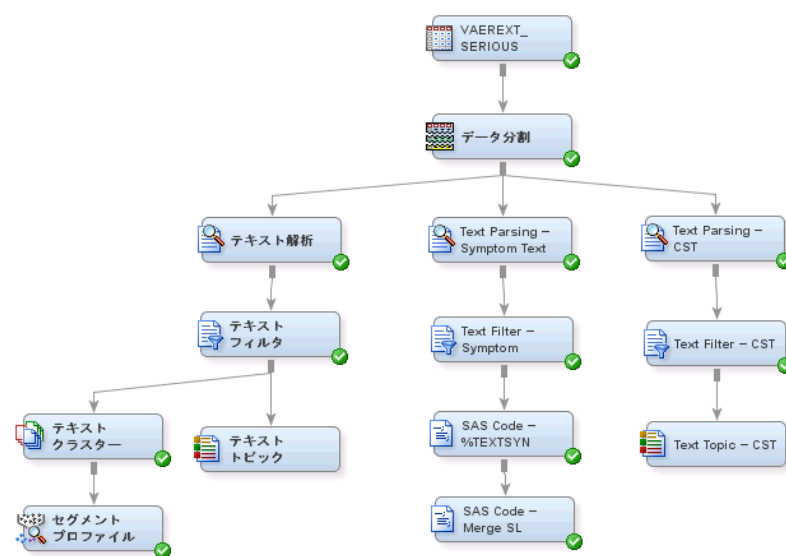 VAEREXT_
SERIOUS
データ分割
テキスト解析
Text Parsing –
Symptom Text
Text Parsing –
CST
テキスト
フィルタ
Text Filter –
Symptom
Text Filter – CST
テキスト
クラスター
テキスト
トピック
SAS Code –
%TEXTSYN
Text Topic – CST
セグメント
プロファイル
SAS Code –
Merge SL